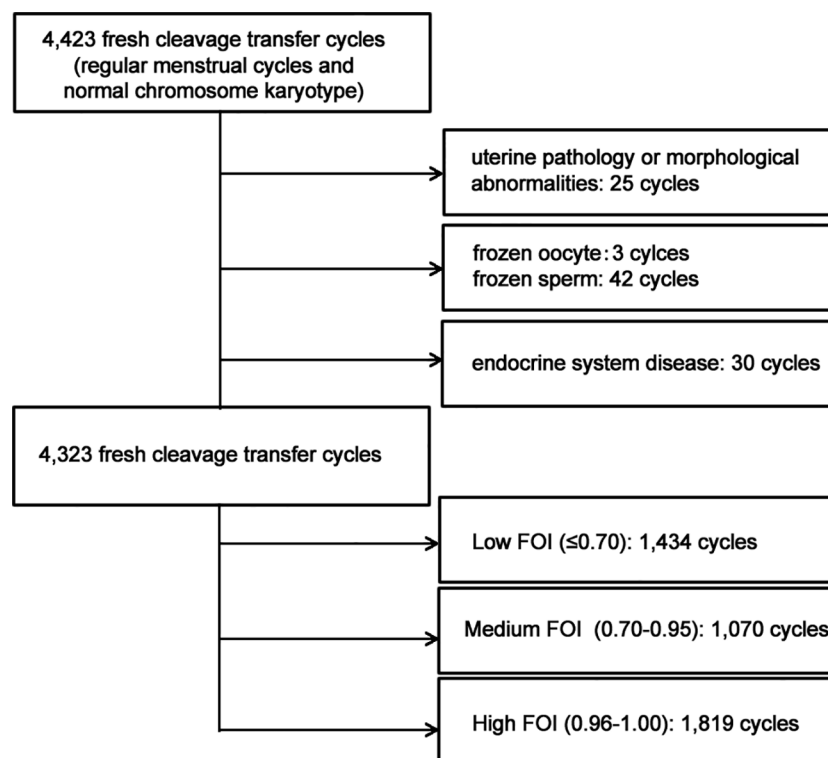 4,423 fresh cleavage transfer cycles
(regular menstrual cycles and
normal chromosome karyotype)
uterine pathology or morphological
abnormalities: 25 cycles
frozen oocyte: 3 cylces
frozen sperm: 42 cycles
endocrine system disease: 30 cycles
4,323 fresh cleavage transfer cycles
Low FOI (≤0.70): 1,434 cycles
Medium FOI (0.70-0.95): 1,070 cycles
High FOI (0.96-1.00): 1,819 cycles